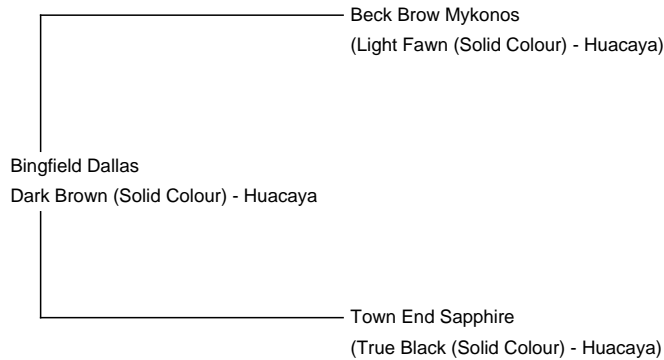 Beck Brow Mykonos
(Light Fawn (Solid Colour) - Huacaya)
Bingfield Dallas
Dark Brown (Solid Colour) - Huacaya
Town End Sapphire
(True Black (Solid Colour) - Huacaya)